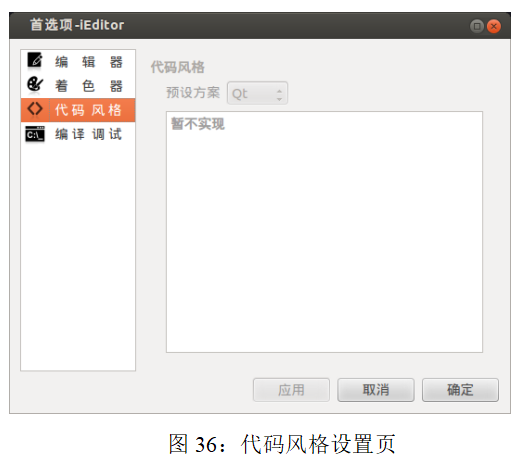 首选项-iEditor
编 辑 器
着 色 器
代 码 风 格
编 译 调 试
代码风格
预设方案 Qt
暂不实现
应用 取消 确定
图 36：代码风格设置页